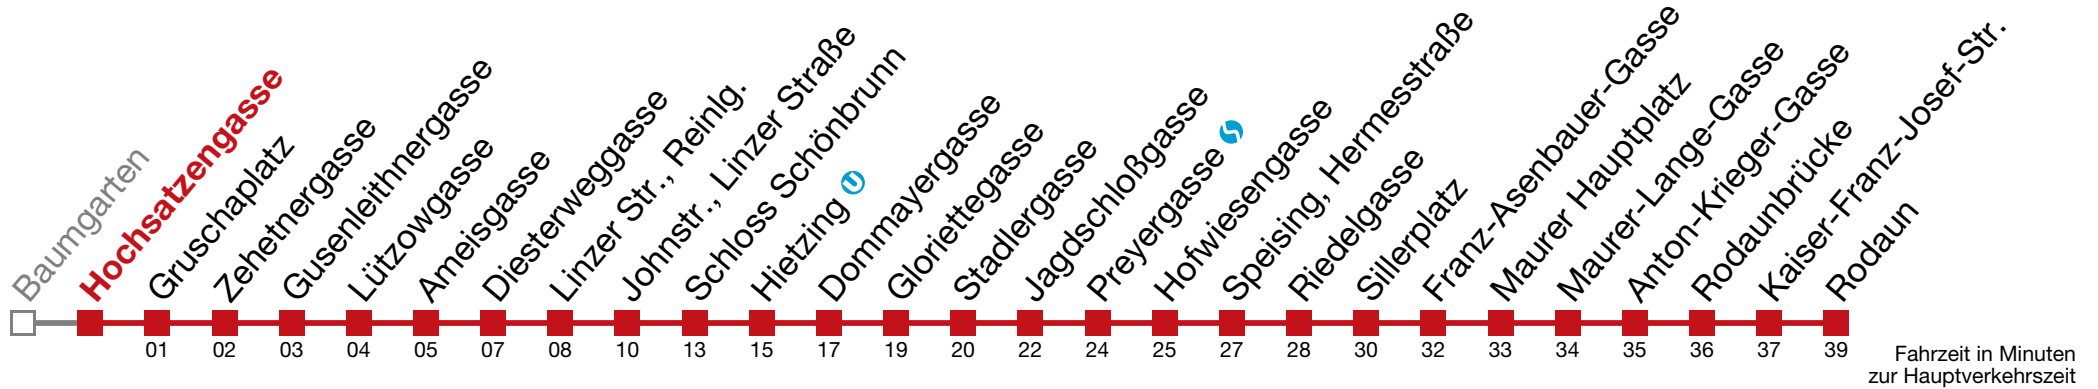 Baumgarten
Hochsatzengasse
Gruschaplatz
Zehetnergasse
Gusenleithnergasse
Lützowgasse
Ameisgasse
Diesterweggasse
Linzer Str., Reinlg.
Johnstr., Linzer Straße
Schloss Schönbrunn
Hietzing U
Dommayergasse
Gloriettegasse
Stadlergasse
Jagdschloßgasse
Preyergasse S
Hofwiesengasse
Speising, Hermesstraße
Riedelgasse
Sillerplatz
Franz-Asenbauer-Gasse
Maurer Hauptplatz
Maurer-Lange-Gasse
Anton-Krieger-Gasse
Rodaunbrücke
Kaiser-Franz-Josef-Str.
Rodaun
01 02 03 04 05 07 08 10 13 15 17 19 20 22 24 25 27 28 30 32 33 34 35 36 37 39
Fahrzeit in Minuten
zur Hauptverkehrszeit